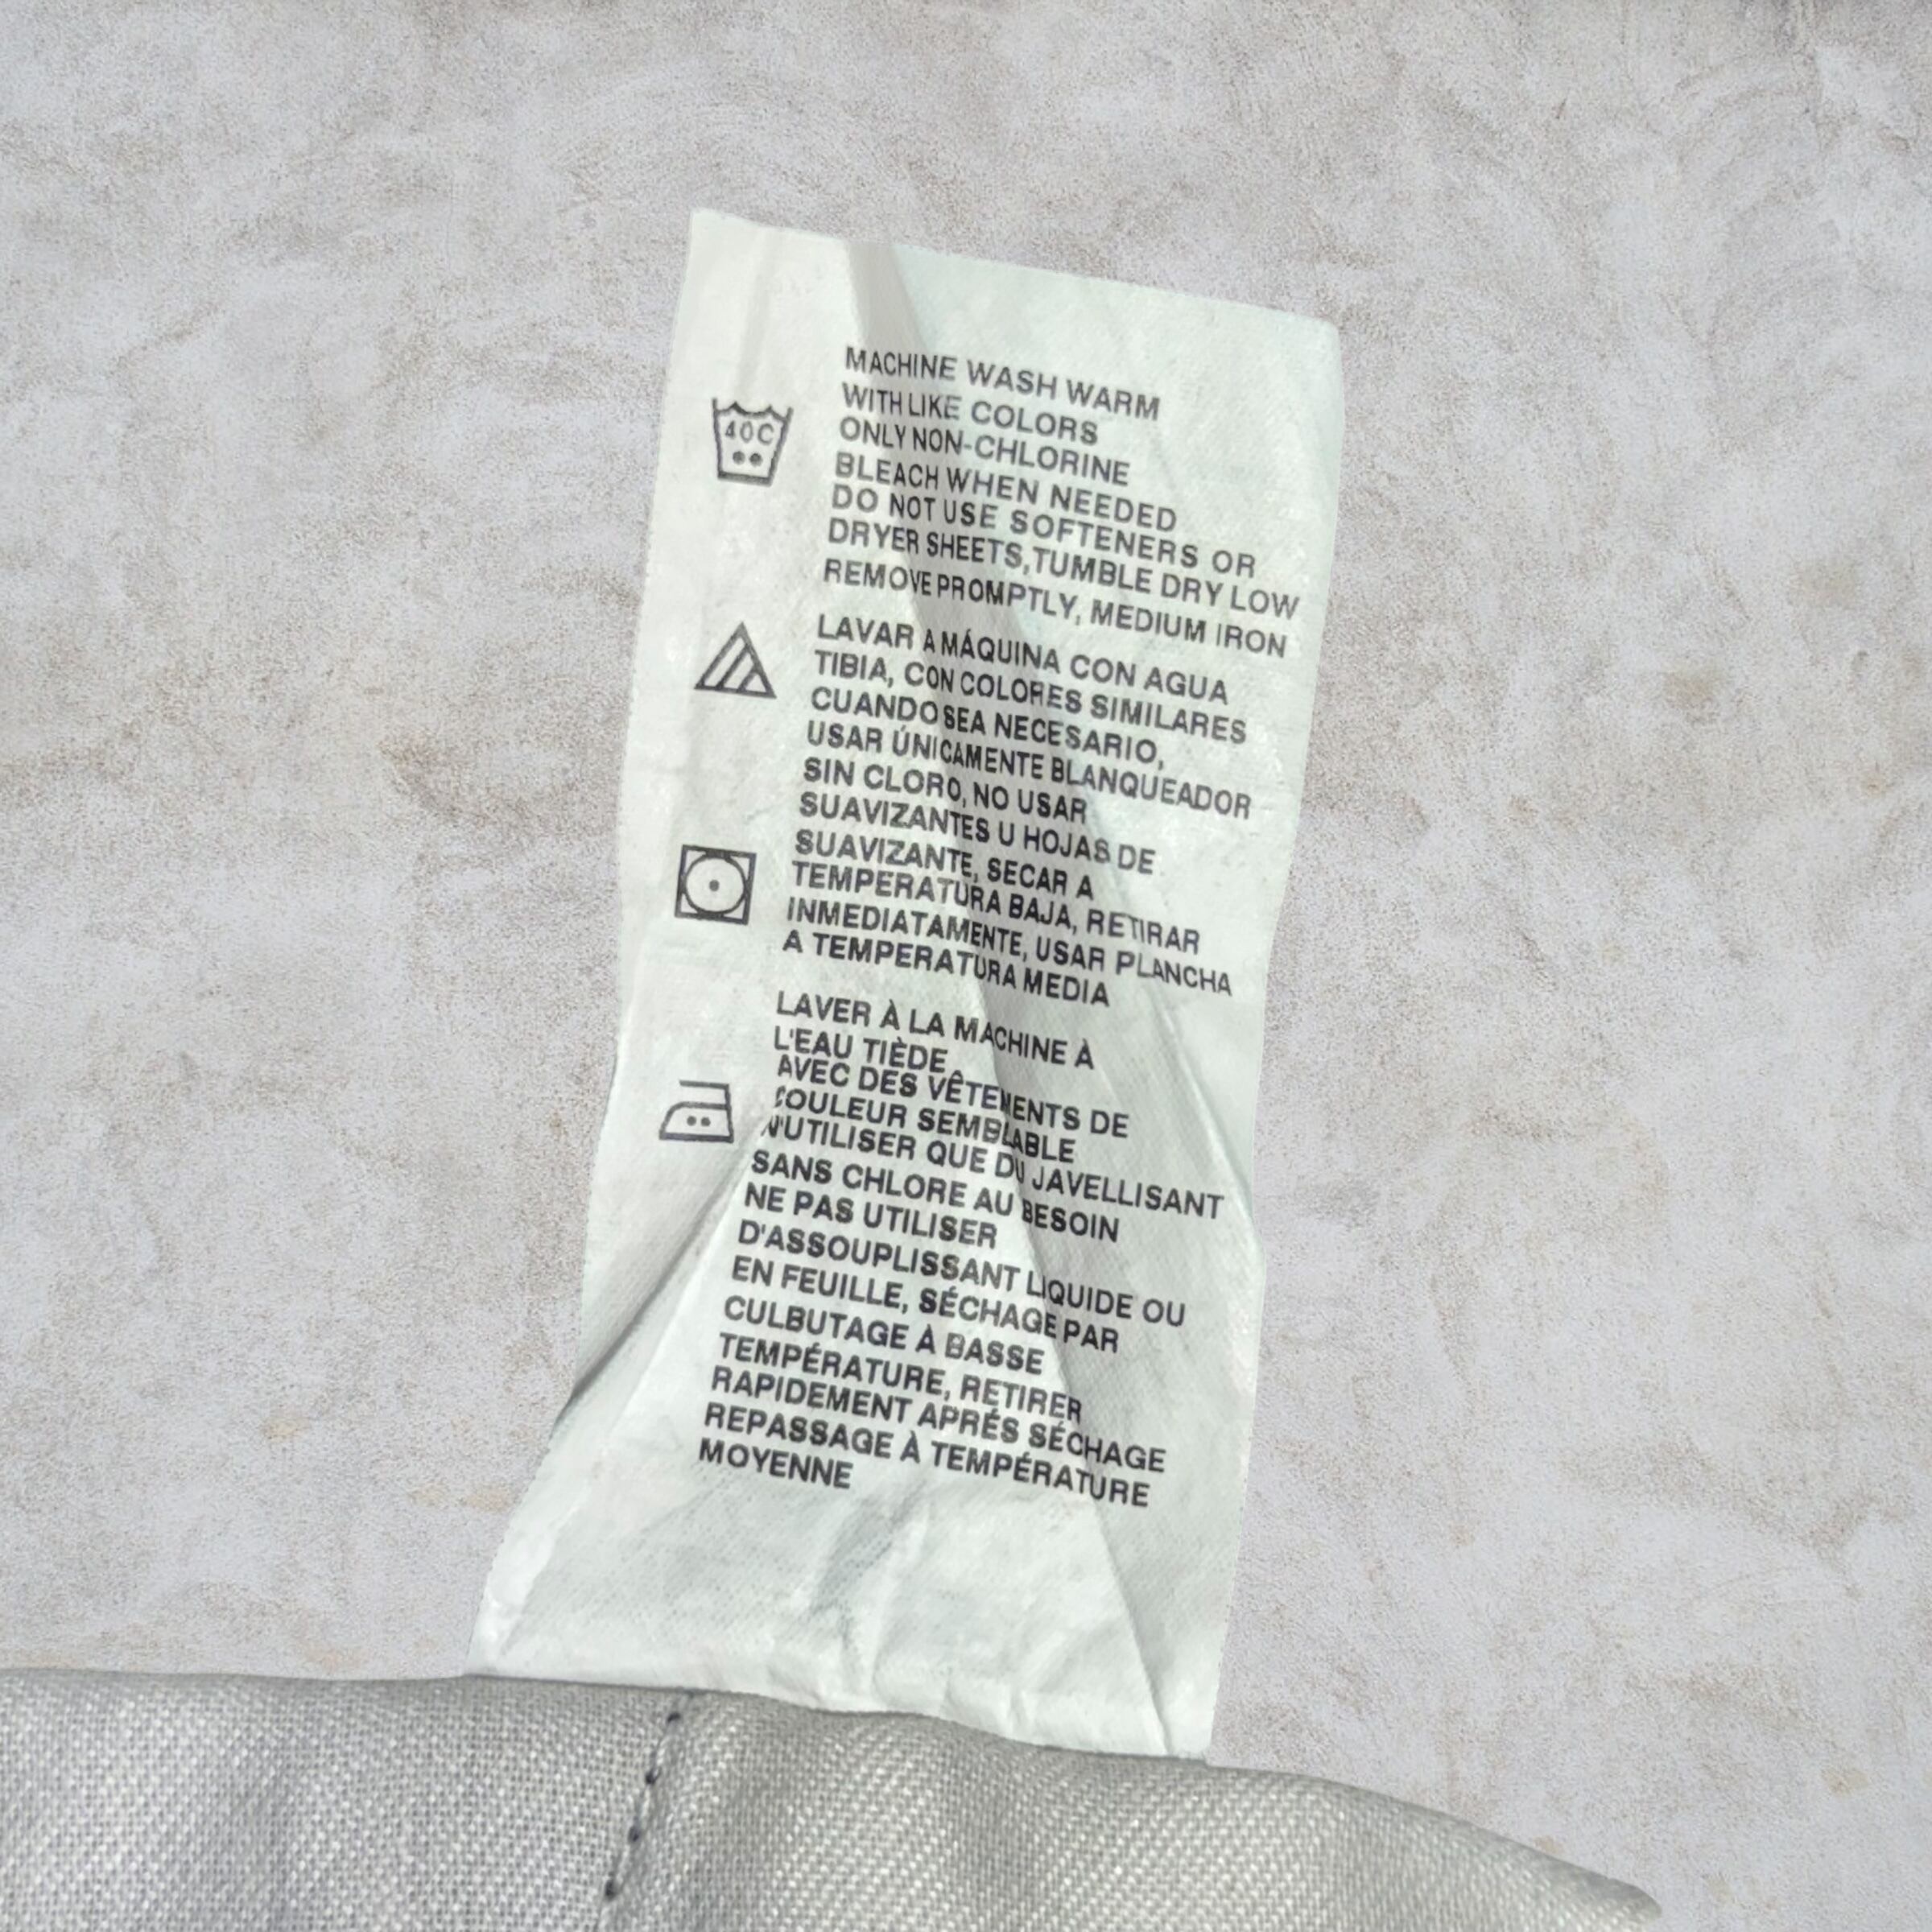 MACHINE WASH WARM
WITH LIKE COLORS
ONLY NON-CHLORINE
BLEACH WHEN NEEDED
DO NOT USE SOFTENERS OR
DRYER SHEETS, TUMBLE DRY LOW
REMOVE PROMPTLY, MEDIUM IRON
40C
LAVAR A MÁQUINA CON AGUA
TIBIA, CON COLORES SIMILARES
CUANDO SEA NECESARIO,
USAR ÚNICAMENTE BLANQUEADOR
SIN CLORO, NO USAR
SUAVIZANTES U HOJAS DE
SUAVIZANTE, SECAR A
TEMPERATURA BAJA, RETIRAR
INMEDIATAMENTE, USAR PLANCHA
A TEMPERATURA MEDIA
LAVER À LA MACHINE À
L'EAU TIÈDE
AVEC DES VÊTEMENTS DE
COULEUR SEMBLABLE
N'UTILISER QUE DU JAVELLISANT
SANS CHLORE AU BESOIN
NE PAS UTILISER
D'ASSOUPLISSANT LIQUIDE OU
EN FEUILLE, SÉCHAGE PAR
CULBUTAGE À BASSE
TEMPÉRATURE, RETIRER
RAPIDEMENT APRÉS SÉCHAGE
REPASSAGE À TEMPÉRATURE
MOYENNE